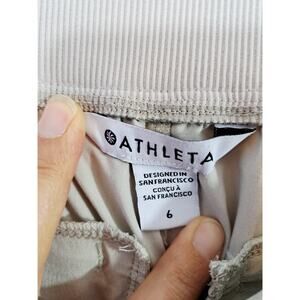 ATHLETA
DESIGNED IN
SAN FRANCISCO
CONÇU À
SAN FRANCISCO
6